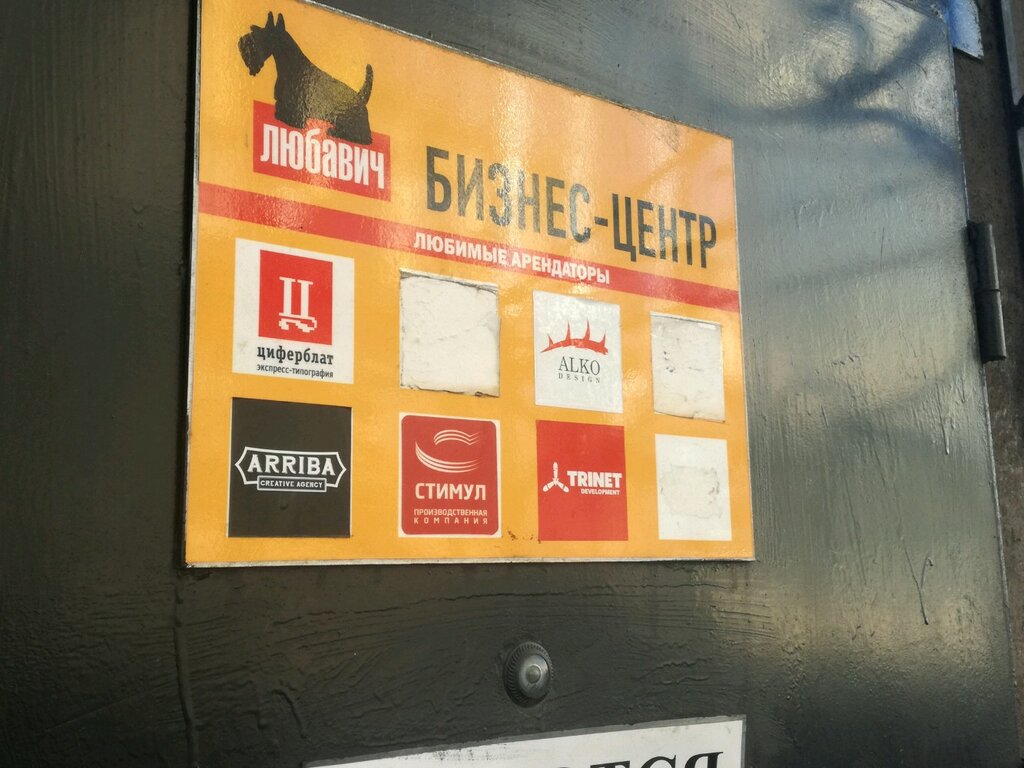 любавич
БИЗНЕС-ЦЕНТР
ЛЮБИМЫЕ АРЕНДАТОРЫ
Ц
циферблат
экспресс-типография
ALKO
DESIGN
ARRIBA
CREATIVE AGENCY
СТИМУЛ
ПРОИЗВОДСТВЕННАЯ
КОМПАНИЯ
TRINET
DEVELOPMENT